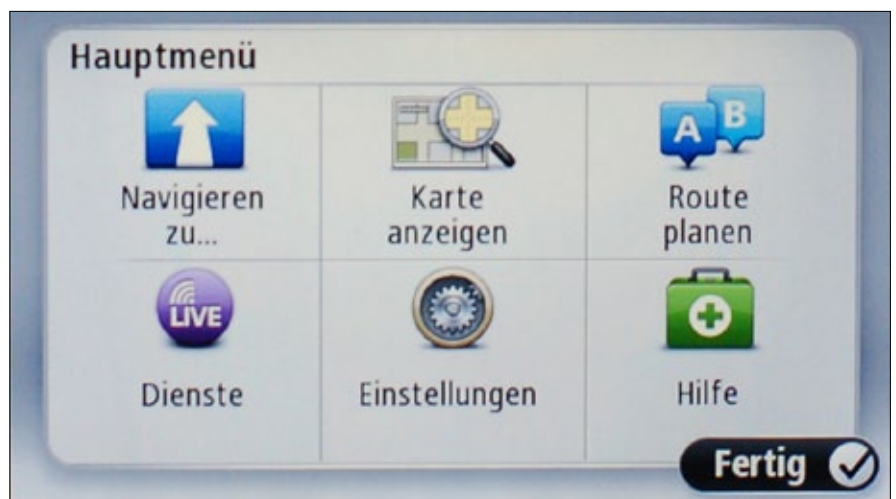 Hauptmenü
Navigieren
zu...
Karte
anzeigen
A
B
Route
planen
LIVE
Dienste
Einstellungen
Hilfe
Fertig